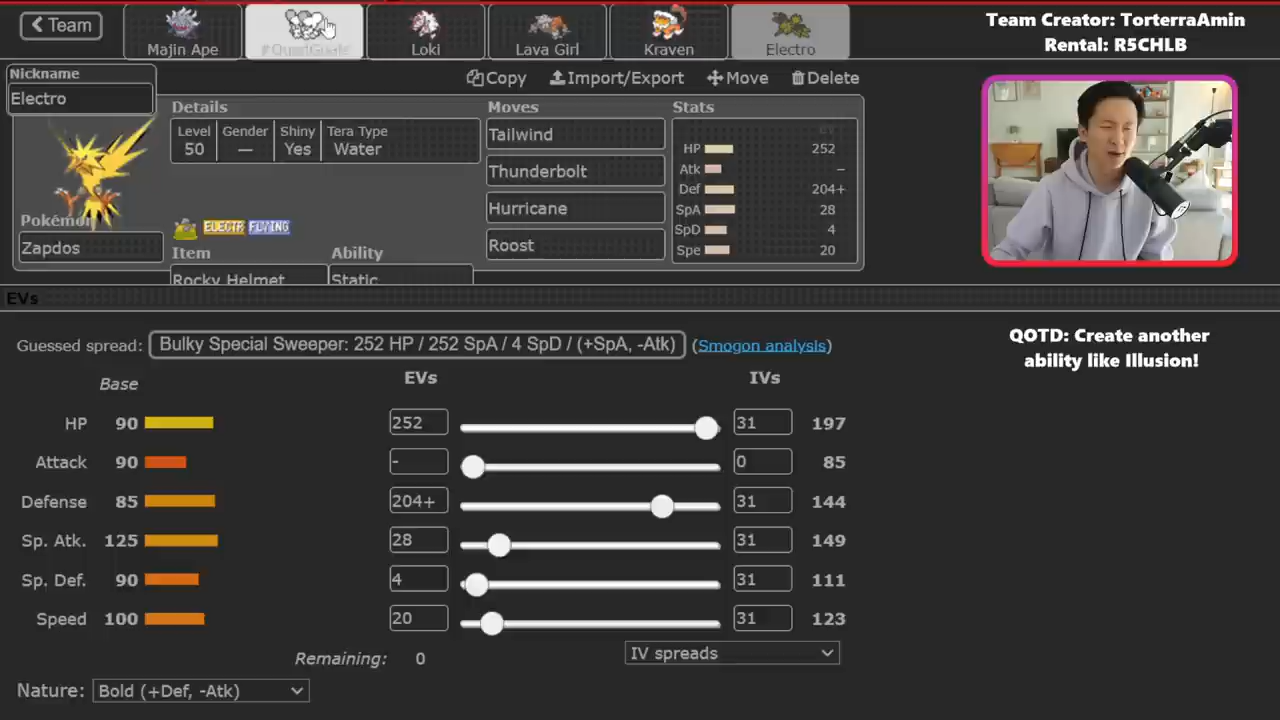 < Team
Majin Ape
Loki
Lava Girl
Kraven
Electro
Team Creator: TorterraAmin
Rental: R5CHLB
Nickname
Electro
Copy Import/Export Move Delete
Details
Level Gender Shiny Tera Type
50 — Yes Water
Moves
Tailwind
Thunderbolt
Hurricane
Roost
Stats
EV
HP 252
Atk –
Def 204+
SpA 28
SpD 4
Spe 20
Pokémon
Zapdos
ELECTR FLYING
Item
Rocky Helmet
Ability
Static
EVs
Guessed spread: Bulky Special Sweeper: 252 HP / 252 SpA / 4 SpD / (+SpA, -Atk) (Smogon analysis)
QOTD: Create another
ability like Illusion!
Base EVs IVs
HP 90 252 31 197
Attack 90 - 0 85
Defense 85 204+ 31 144
Sp. Atk. 125 28 31 149
Sp. Def. 90 4 31 111
Speed 100 20 31 123
Remaining: 0
IV spreads
Nature: Bold (+Def, -Atk)